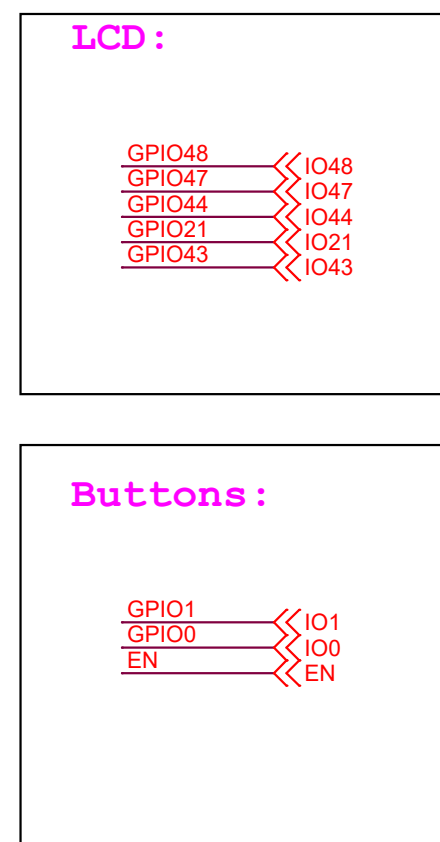 LCD:
GPIO48 IO48
GPIO47 IO47
GPIO44 IO44
GPIO21 IO21
GPIO43 IO43
Buttons:
GPIO1 IO1
GPIO0 IO0
EN EN